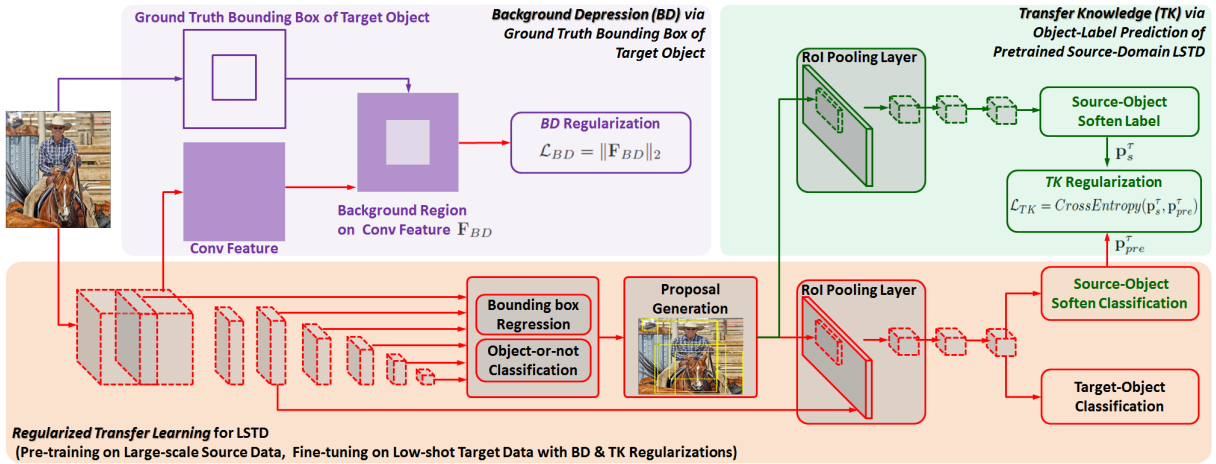 Ground Truth Bounding Box of Target Object
Background Depression (BD) via
Ground Truth Bounding Box of
Target Object
BD Regularization
𝓛_BD = ‖F_BD‖₂
Background Region
on Conv Feature F_BD
Conv Feature
Transfer Knowledge (TK) via
Object-Label Prediction of
Pretrained Source-Domain LSTD
RoI Pooling Layer
Source-Object
Soften Label
p_s^τ
TK Regularization
𝓛_TK = CrossEntropy(p_s^τ, p_pre^τ)
p_pre^τ
Bounding box
Regression
Object-or-not
Classification
Proposal
Generation
RoI Pooling Layer
Source-Object
Soften Classification
Target-Object
Classification
Regularized Transfer Learning for LSTD
(Pre-training on Large-scale Source Data, Fine-tuning on Low-shot Target Data with BD & TK Regularizations)